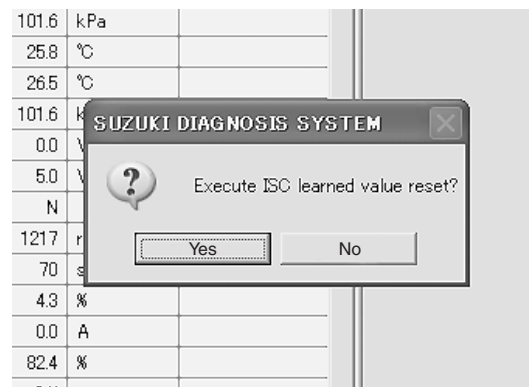 101.6 kPa
25.8 °C
26.5 °C
101.6 k
SUZUKI DIAGNOSIS SYSTEM
0.0 V
5.0 V
Execute ISC learned value reset?
N
1217 r
Yes No
70 s
4.3 %
0.0 A
82.4 %